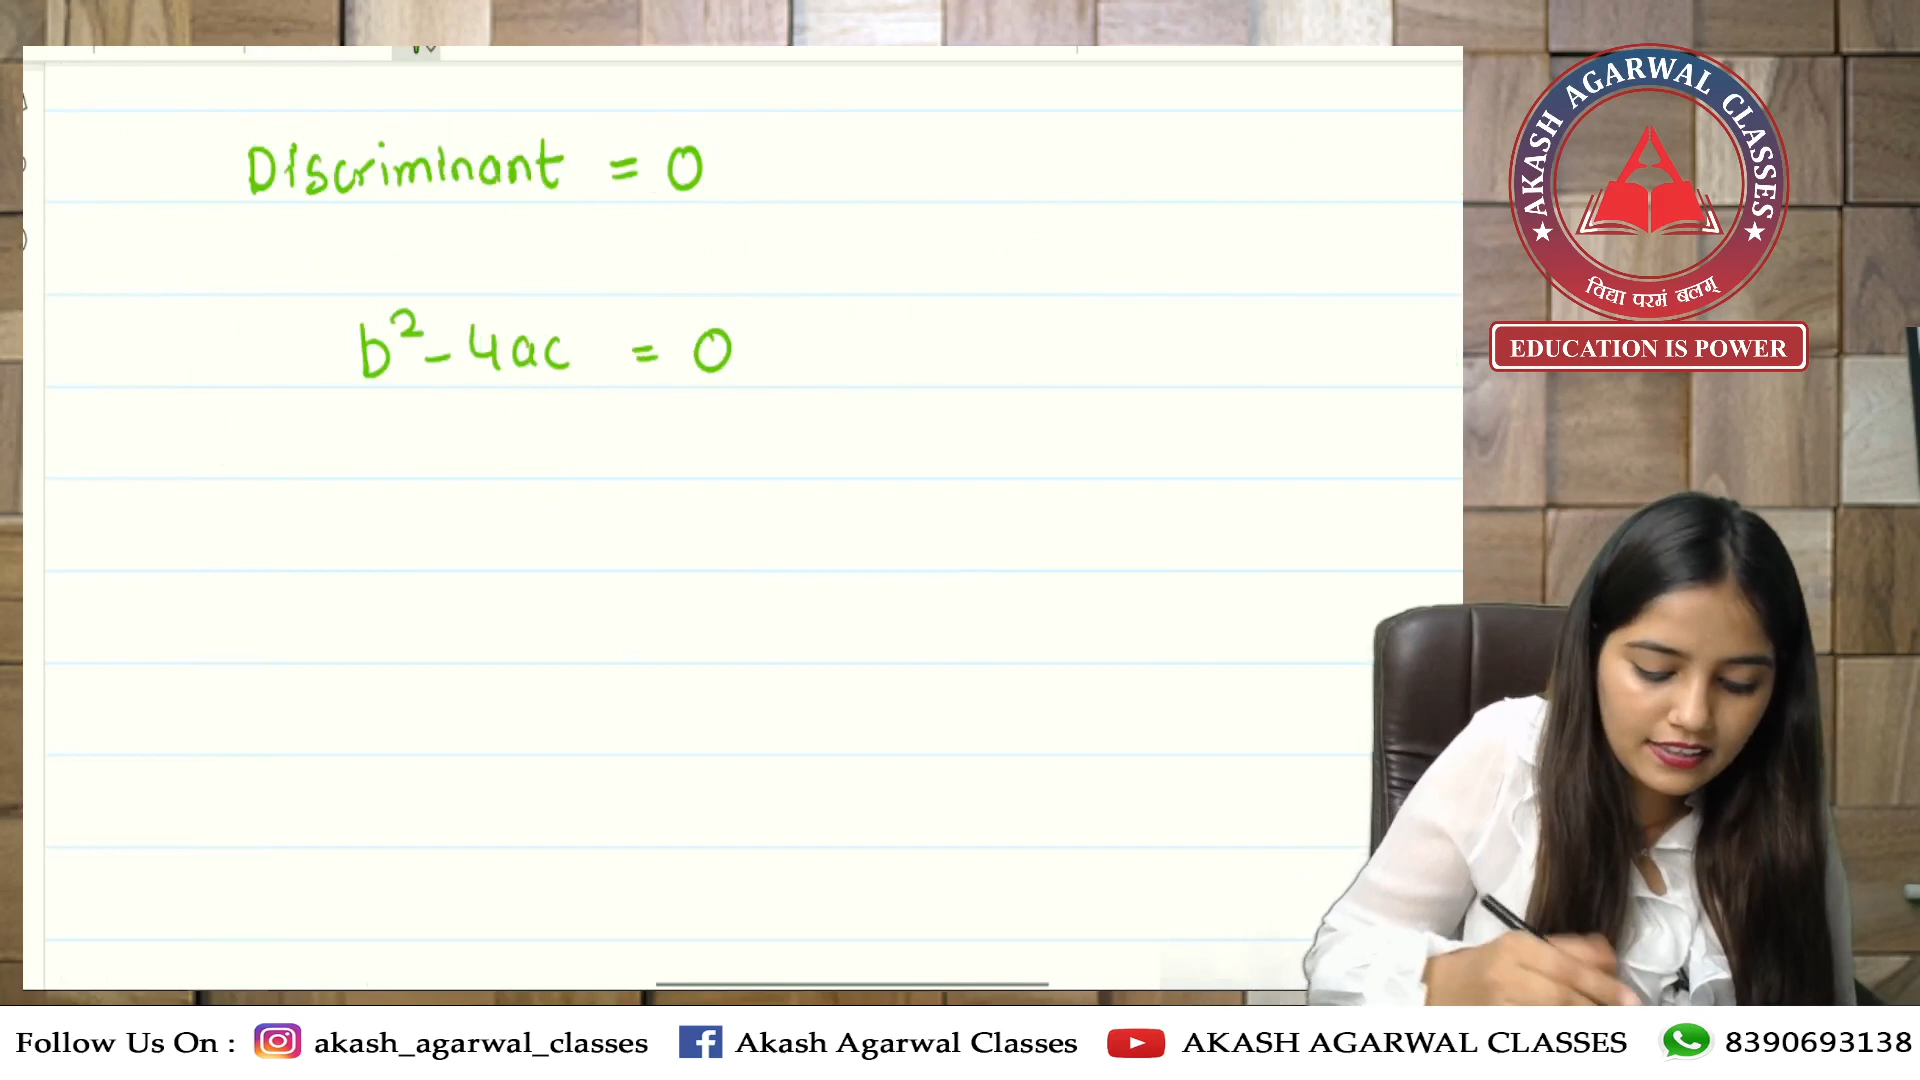 Discriminant = 0
b² - 4ac = 0
AKASH AGARWAL CLASSES
विद्या परमं बलम्
EDUCATION IS POWER
Follow Us On : akash_agarwal_classes Akash Agarwal Classes AKASH AGARWAL CLASSES 8390693138